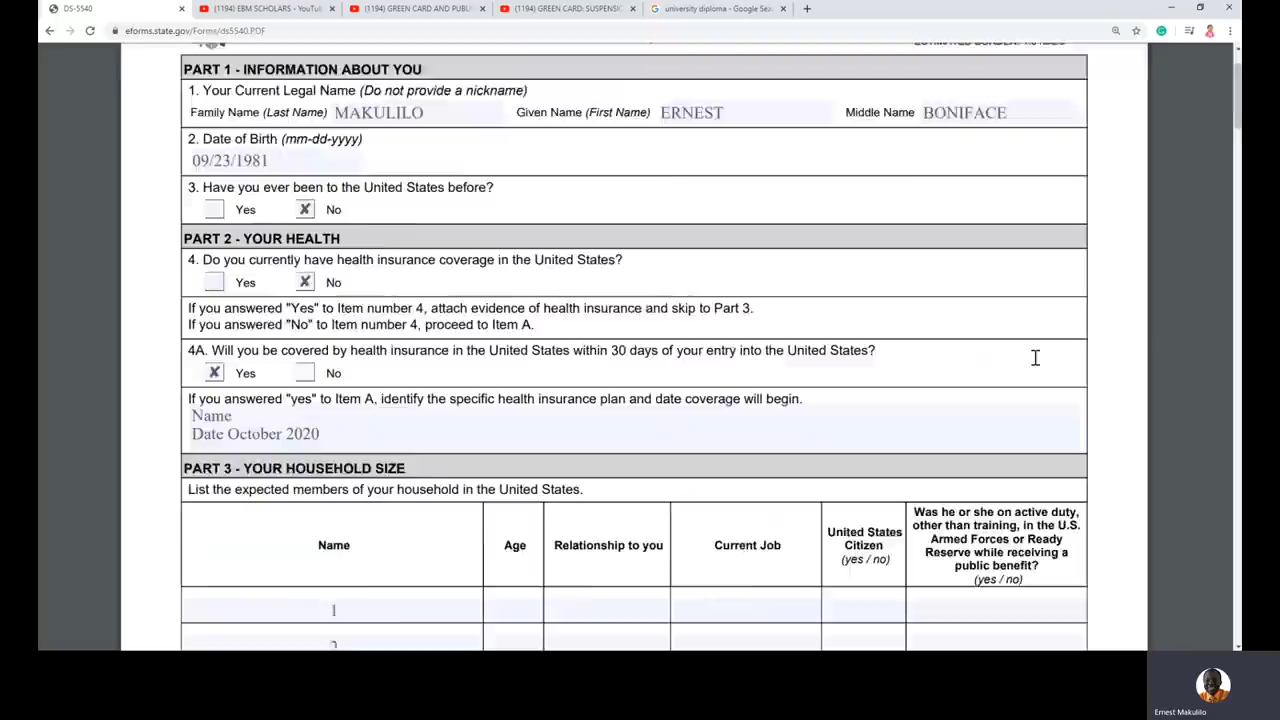 DS-5540
(1194) EBM SCHOLARS - YouTu
(1194) GREEN CARD AND PUBLI
(1194) GREEN CARD: SUSPENSI
university diploma - Google Sea
eforms.state.gov/Forms/ds5540.PDF
PART 1 - INFORMATION ABOUT YOU
1. Your Current Legal Name (Do not provide a nickname)
Family Name (Last Name) MAKULILO Given Name (First Name) ERNEST Middle Name BONIFACE
2. Date of Birth (mm-dd-yyyy)
09/23/1981
3. Have you ever been to the United States before?
Yes X No
PART 2 - YOUR HEALTH
4. Do you currently have health insurance coverage in the United States?
Yes X No
If you answered "Yes" to Item number 4, attach evidence of health insurance and skip to Part 3.
If you answered "No" to Item number 4, proceed to Item A.
4A. Will you be covered by health insurance in the United States within 30 days of your entry into the United States?
X Yes No
If you answered "yes" to Item A, identify the specific health insurance plan and date coverage will begin.
Name
Date October 2020
PART 3 - YOUR HOUSEHOLD SIZE
List the expected members of your household in the United States.
Name
Age
Relationship to you
Current Job
United States
Citizen
(yes / no)
Was he or she on active duty,
other than training, in the U.S.
Armed Forces or Ready
Reserve while receiving a
public benefit?
(yes / no)
1
Ernest Makulilo